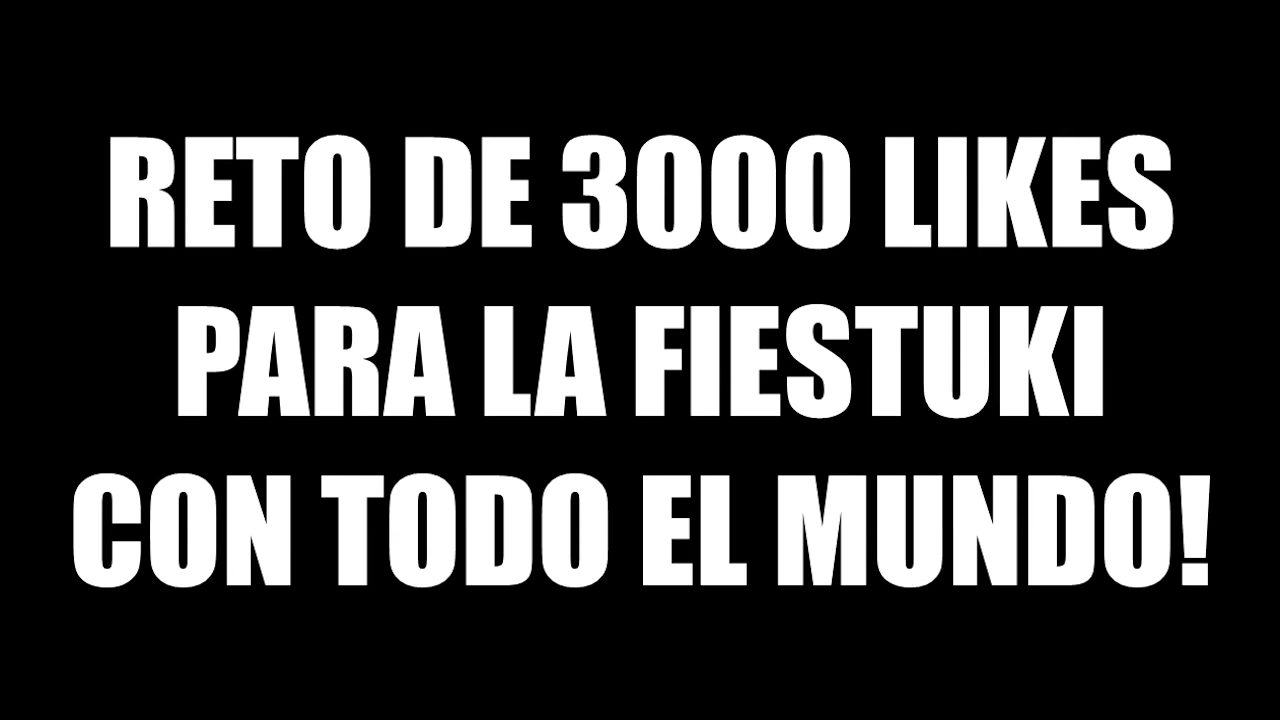 RETO DE 3000 LIKES
PARA LA FIESTUKI
CON TODO EL MUNDO!